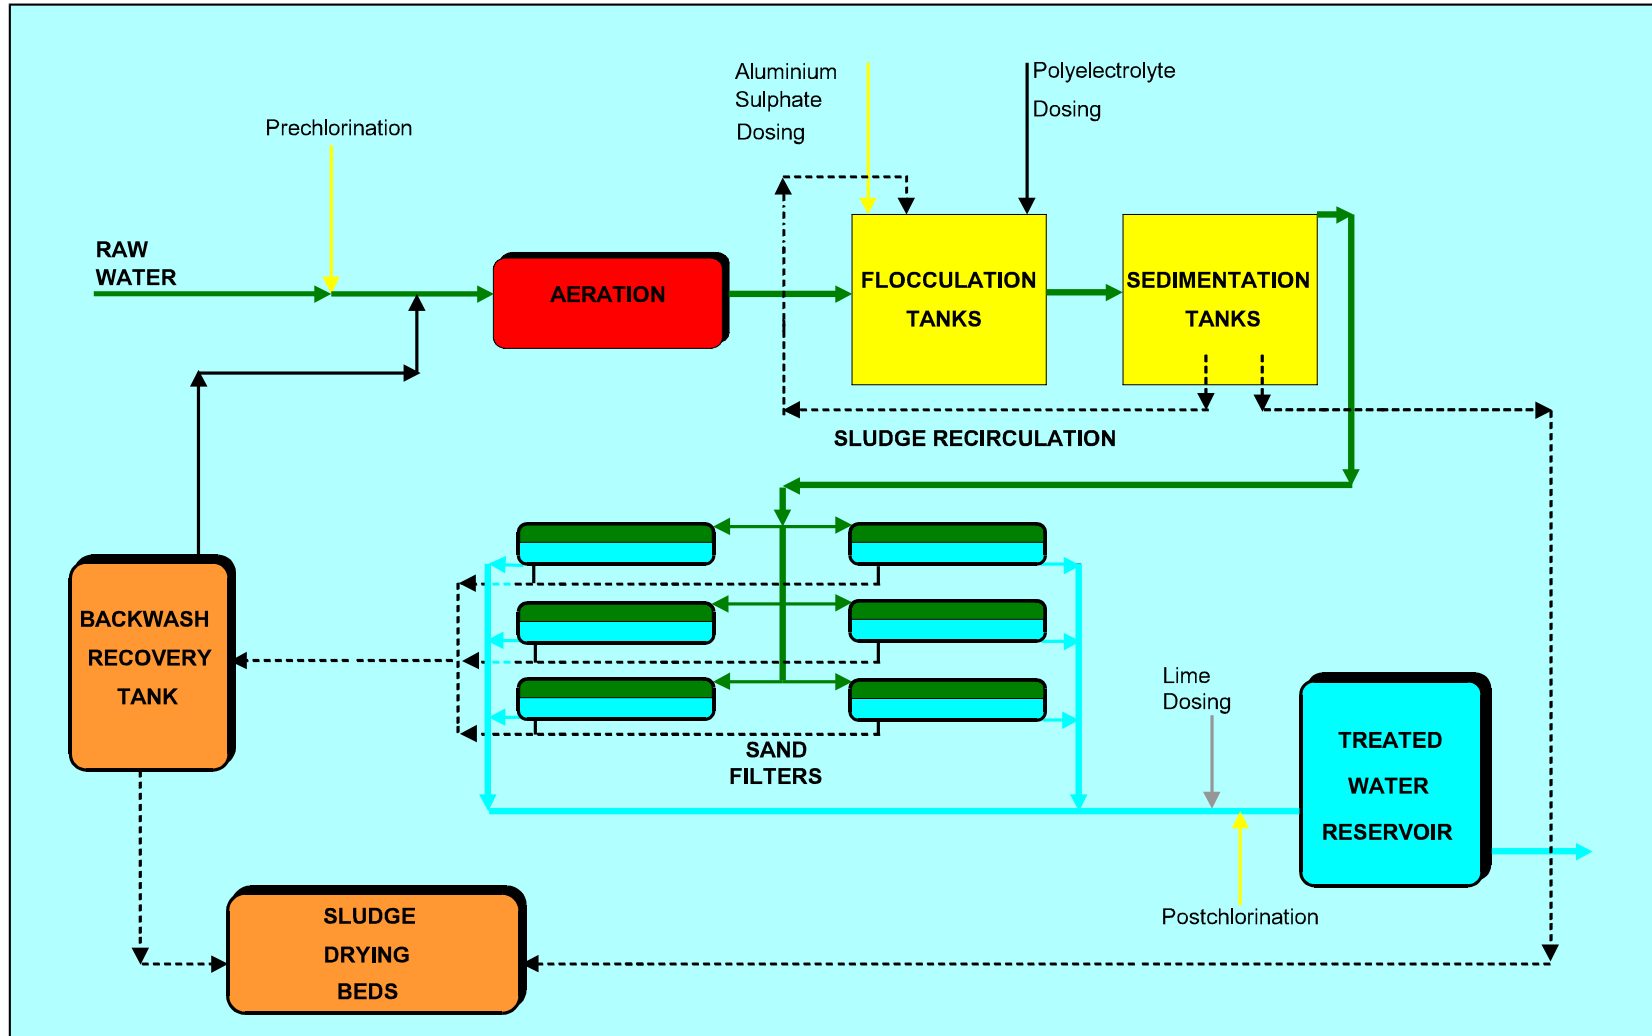 Aluminium
Sulphate
Dosing
Polyelectrolyte
Dosing
Prechlorination
RAW
WATER
AERATION
FLOCCULATION
TANKS
SEDIMENTATION
TANKS
SLUDGE RECIRCULATION
BACKWASH
RECOVERY
TANK
SAND
FILTERS
Lime
Dosing
TREATED
WATER
RESERVOIR
Postchlorination
SLUDGE
DRYING
BEDS